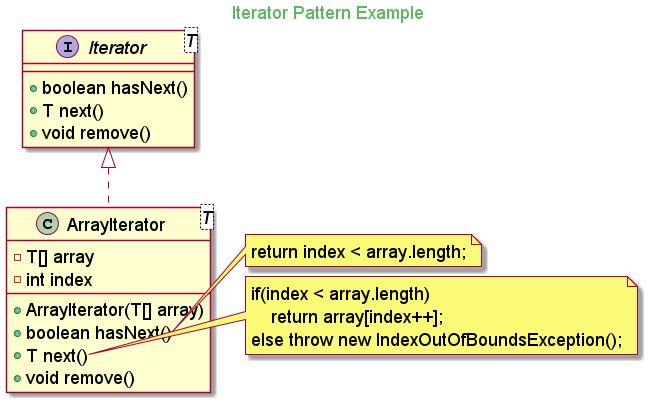 Iterator Pattern Example
I Iterator T
boolean hasNext()
T next()
void remove()
C ArrayIterator T
T[] array
int index
ArrayIterator(T[] array)
boolean hasNext()
T next()
void remove()
return index < array.length;
if(index < array.length)
return array[index++];
else throw new IndexOutOfBoundsException();